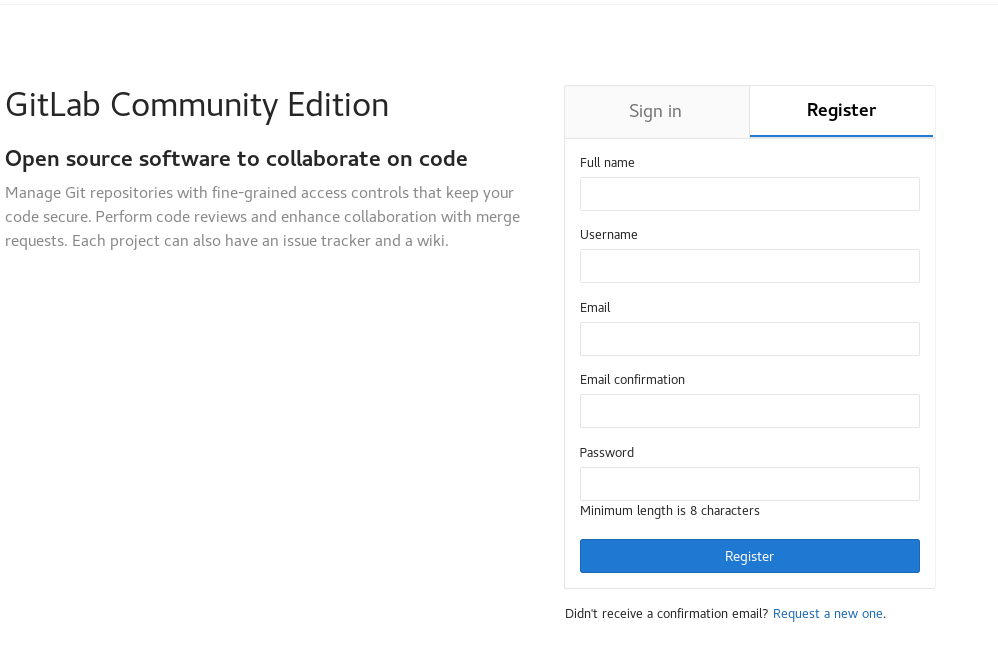 GitLab Community Edition
Open source software to collaborate on code
Manage Git repositories with fine-grained access controls that keep your
code secure. Perform code reviews and enhance collaboration with merge
requests. Each project can also have an issue tracker and a wiki.
Sign in
Register
Full name
Username
Email
Email confirmation
Password
Minimum length is 8 characters
Register
Didn't receive a confirmation email? Request a new one.